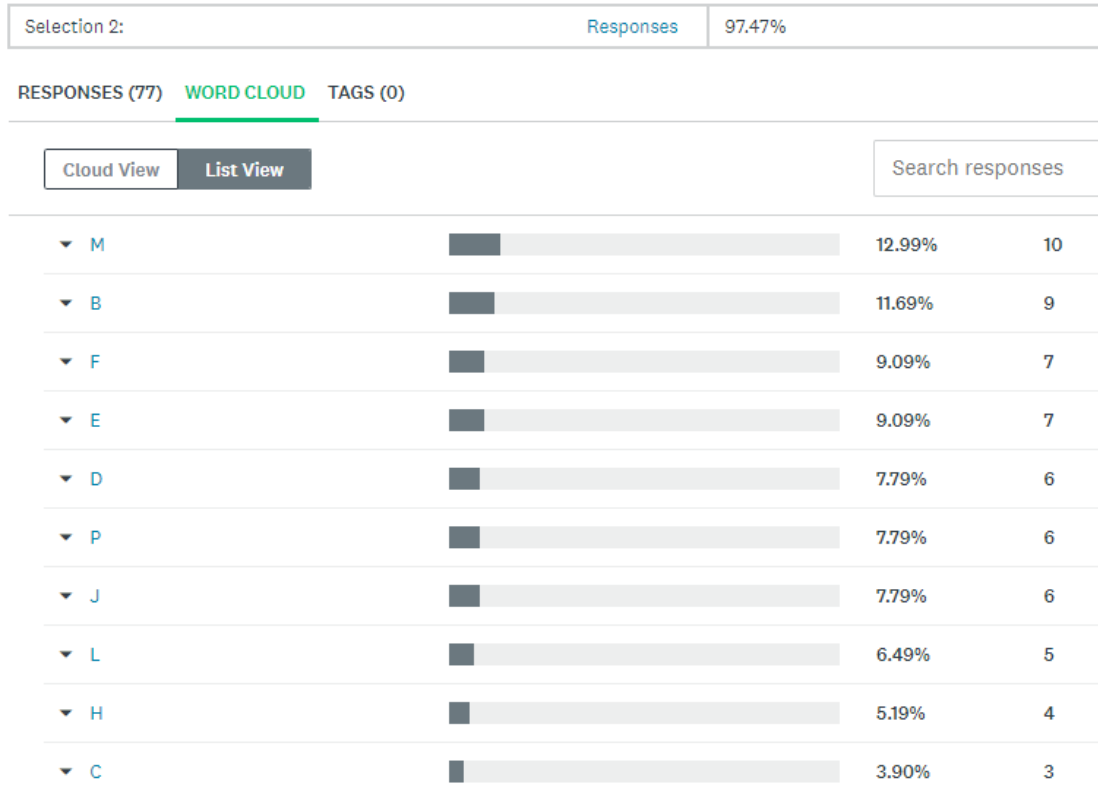 Selection 2: Responses 97.47%
RESPONSES (77) WORD CLOUD TAGS (0)
Cloud View List View Search responses
M 12.99% 10
B 11.69% 9
F 9.09% 7
E 9.09% 7
D 7.79% 6
P 7.79% 6
J 7.79% 6
L 6.49% 5
H 5.19% 4
C 3.90% 3